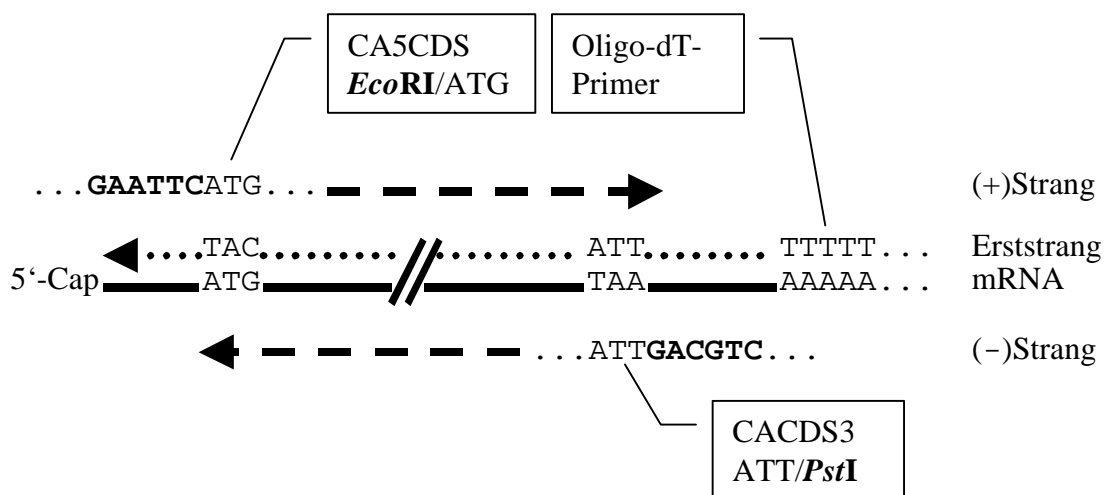 CA5CDS
EcoRI/ATG
Oligo-dT-
Primer
...GAATTCATG...
(+)Strang
TAC
ATT
TTTTT...
Erststrang
5‘-Cap
ATG
TAA
AAAAA...
mRNA
...ATTGACGTC...
(−)Strang
CACDS3
ATT/PstI